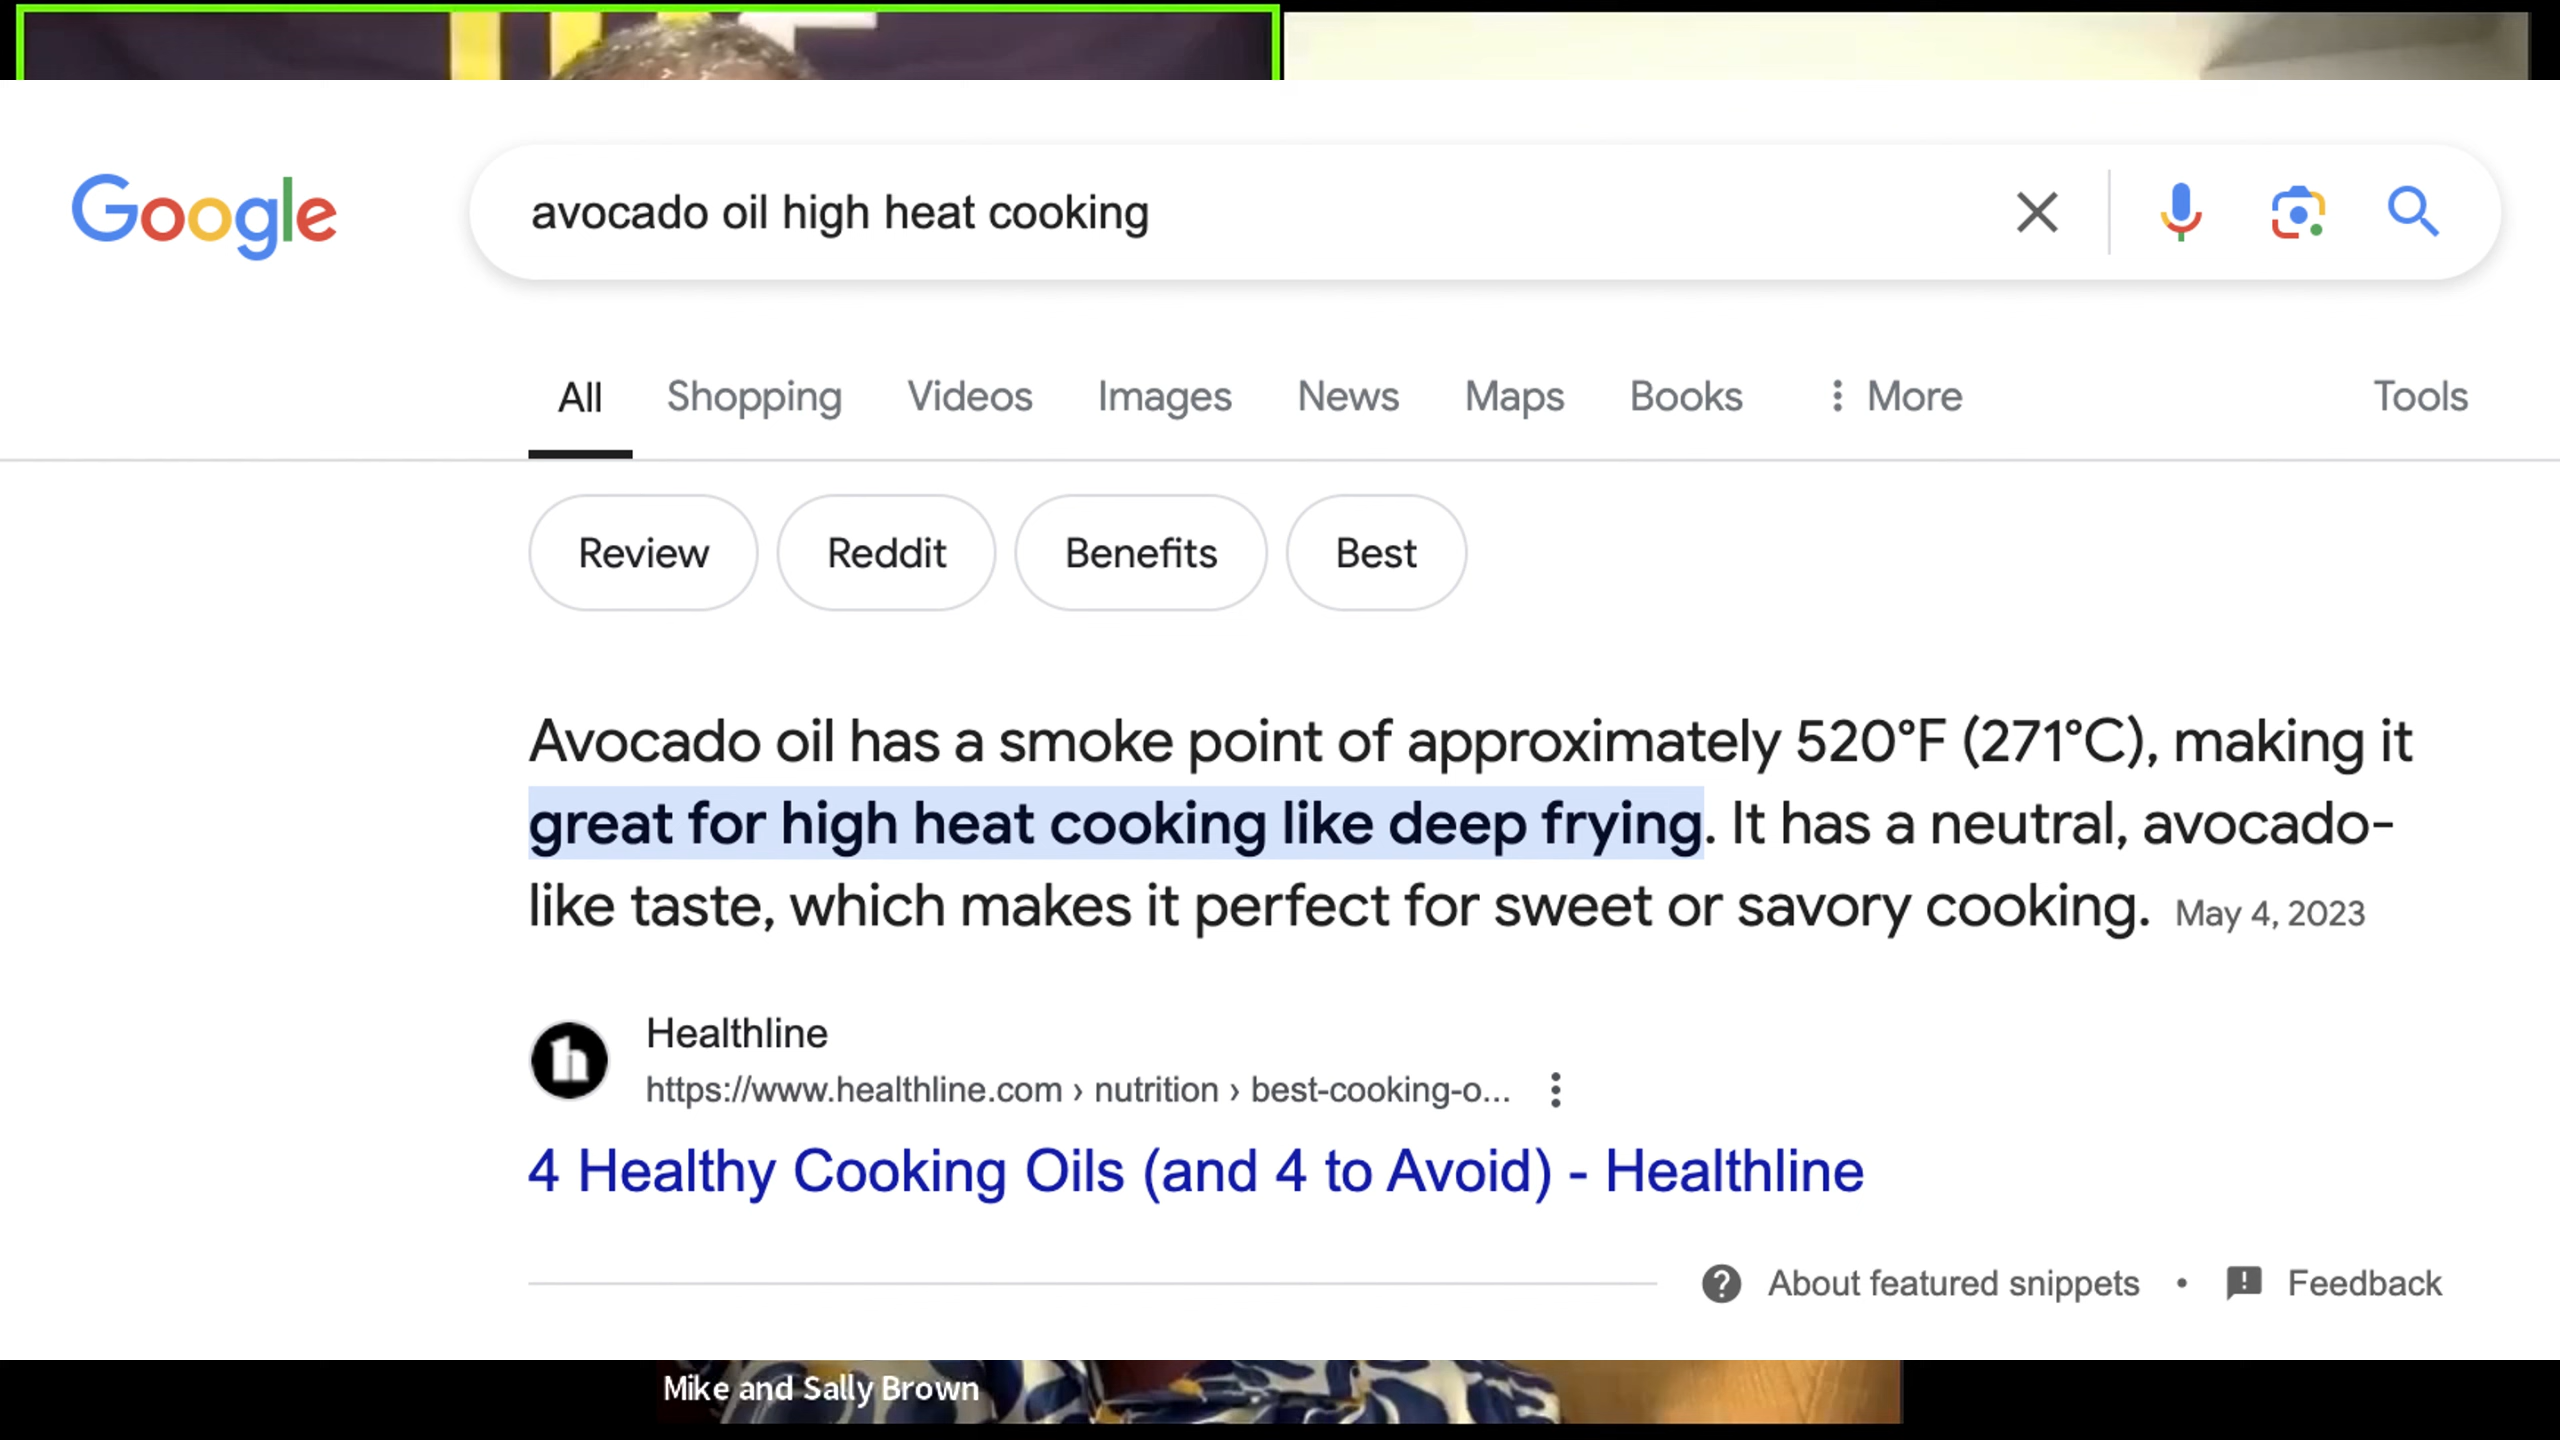 Google
avocado oil high heat cooking
All Shopping Videos Images News Maps Books More Tools
Review Reddit Benefits Best
Avocado oil has a smoke point of approximately 520°F (271°C), making it
great for high heat cooking like deep frying. It has a neutral, avocado-
like taste, which makes it perfect for sweet or savory cooking. May 4, 2023
Healthline
https://www.healthline.com › nutrition › best-cooking-o...
4 Healthy Cooking Oils (and 4 to Avoid) - Healthline
About featured snippets • Feedback
Mike and Sally Brown